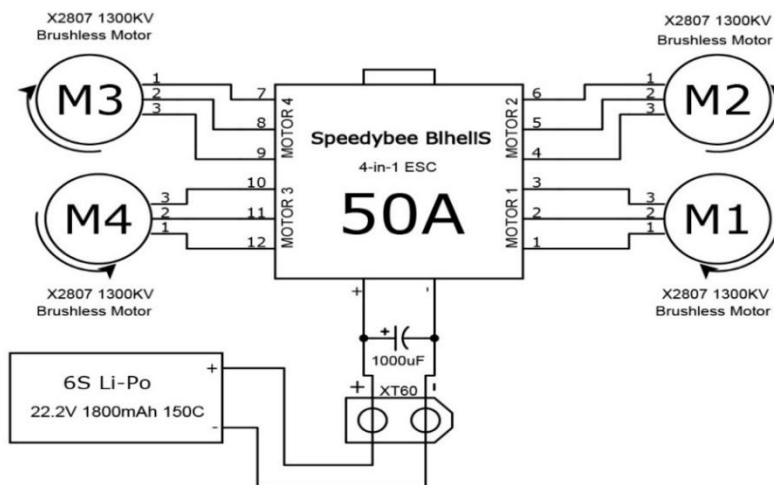 X2807 1300KV
Brushless Motor
X2807 1300KV
Brushless Motor
M3
1
2
3
7
8
9
MOTOR 4
Speedybee BlhellS
4-in-1 ESC
50A
MOTOR 2
6
5
4
1
2
3
M2
M4
3
2
1
10
11
12
MOTOR 3
MOTOR 1
3
2
1
3
2
1
M1
X2807 1300KV
Brushless Motor
X2807 1300KV
Brushless Motor
+ -
+
1000uF
+ XT60 -
6S Li-Po +
22.2V 1800mAh 150C
-